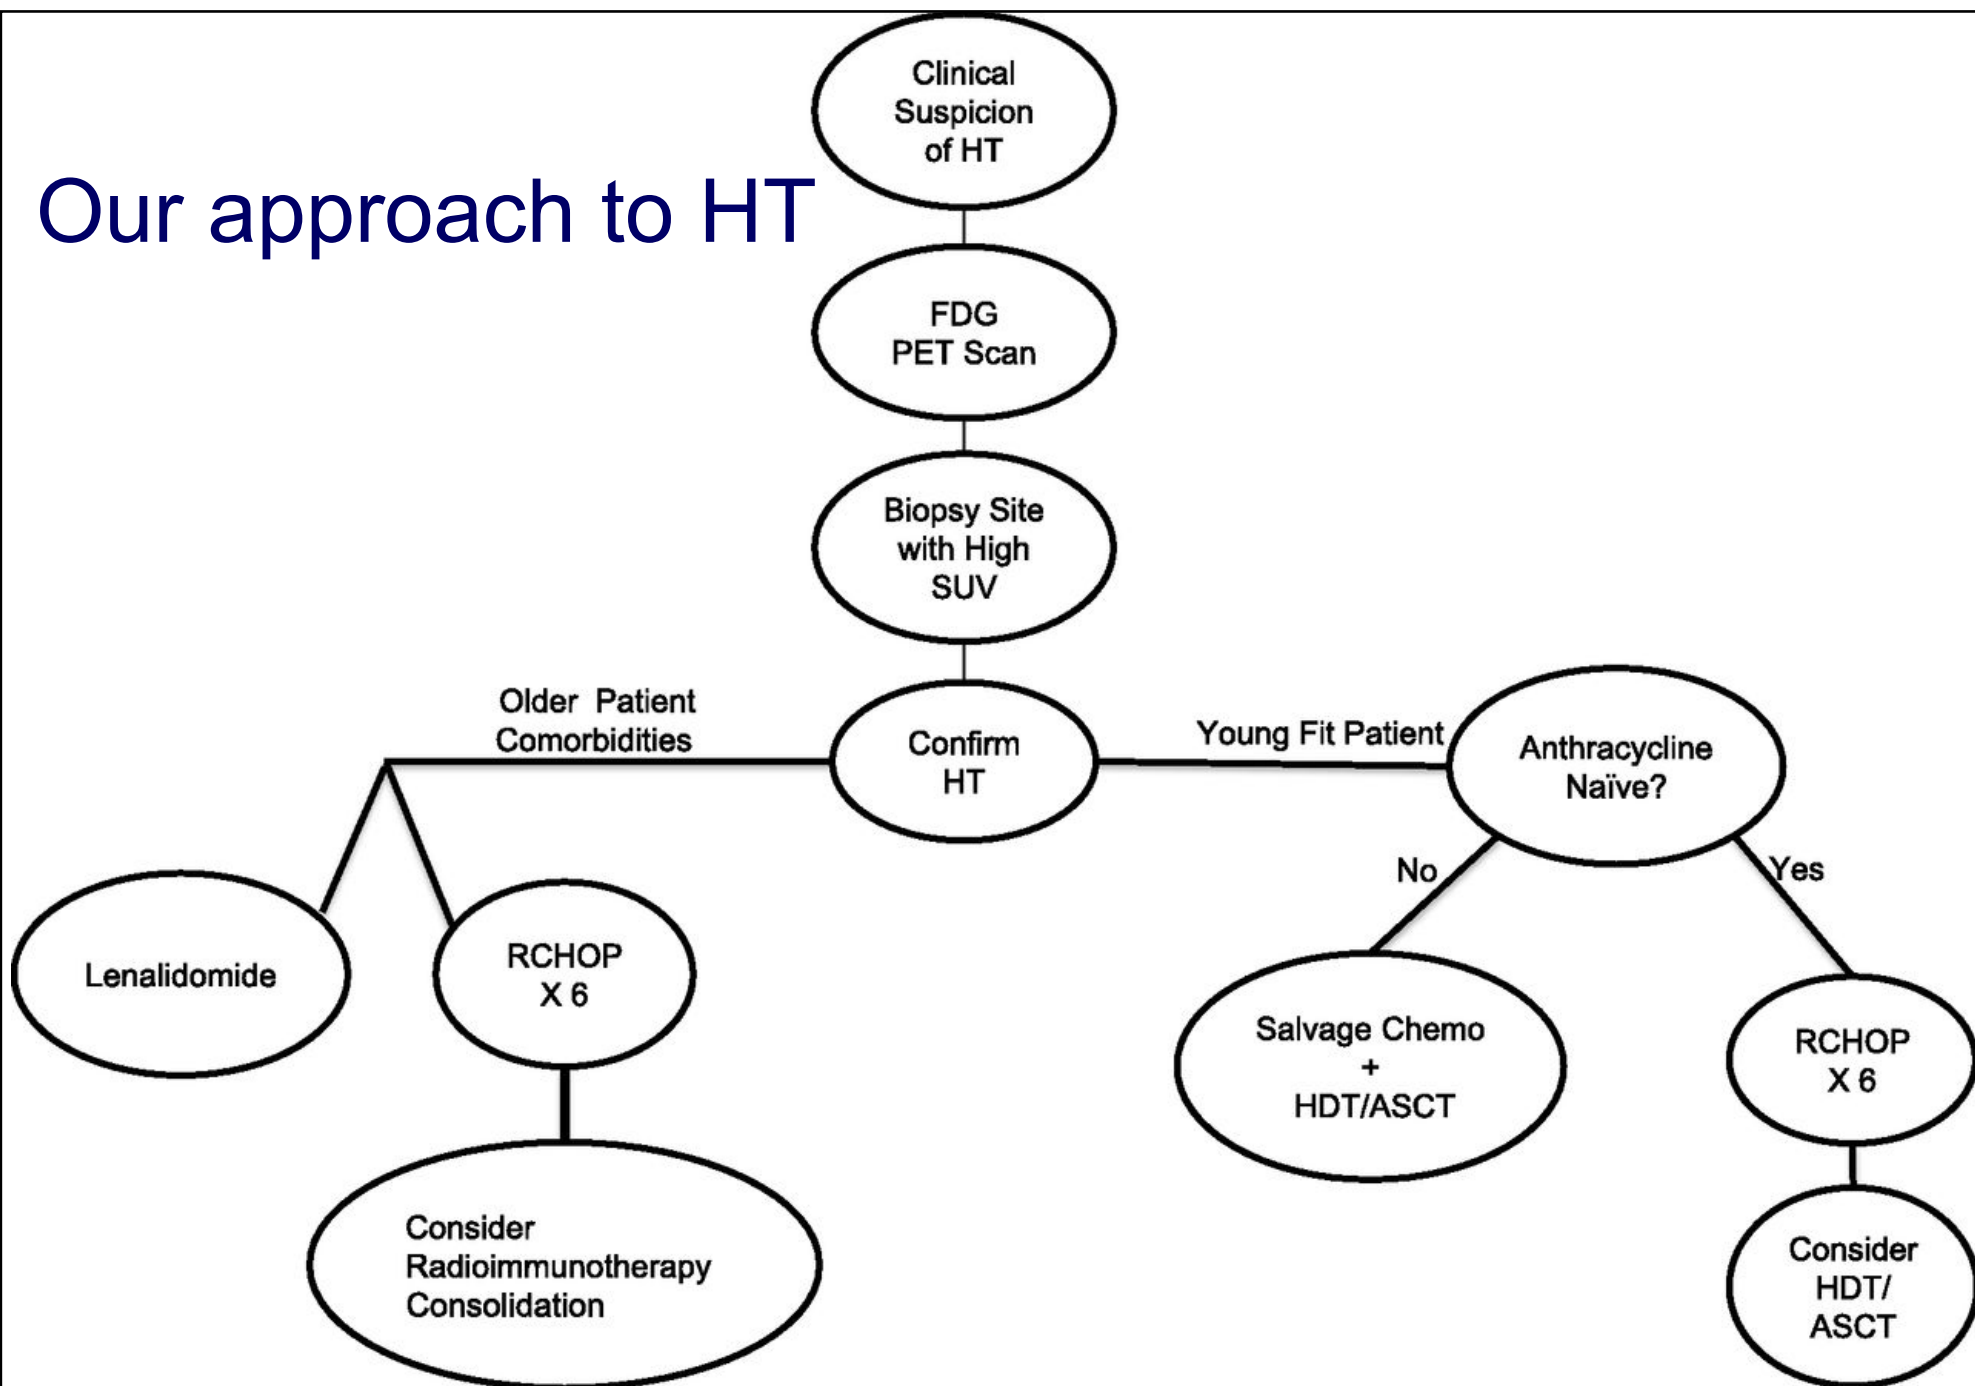 Clinical
Suspicion
of HT
Our approach to HT
FDG
PET Scan
Biopsy Site
with High
SUV
Older Patient
Comorbidities
Confirm
HT
Young Fit Patient
Anthracycline
Naïve?
No
Yes
Lenalidomide
RCHOP
X 6
Salvage Chemo
+
HDT/ASCT
RCHOP
X 6
Consider
Radioimmunotherapy
Consolidation
Consider
HDT/
ASCT